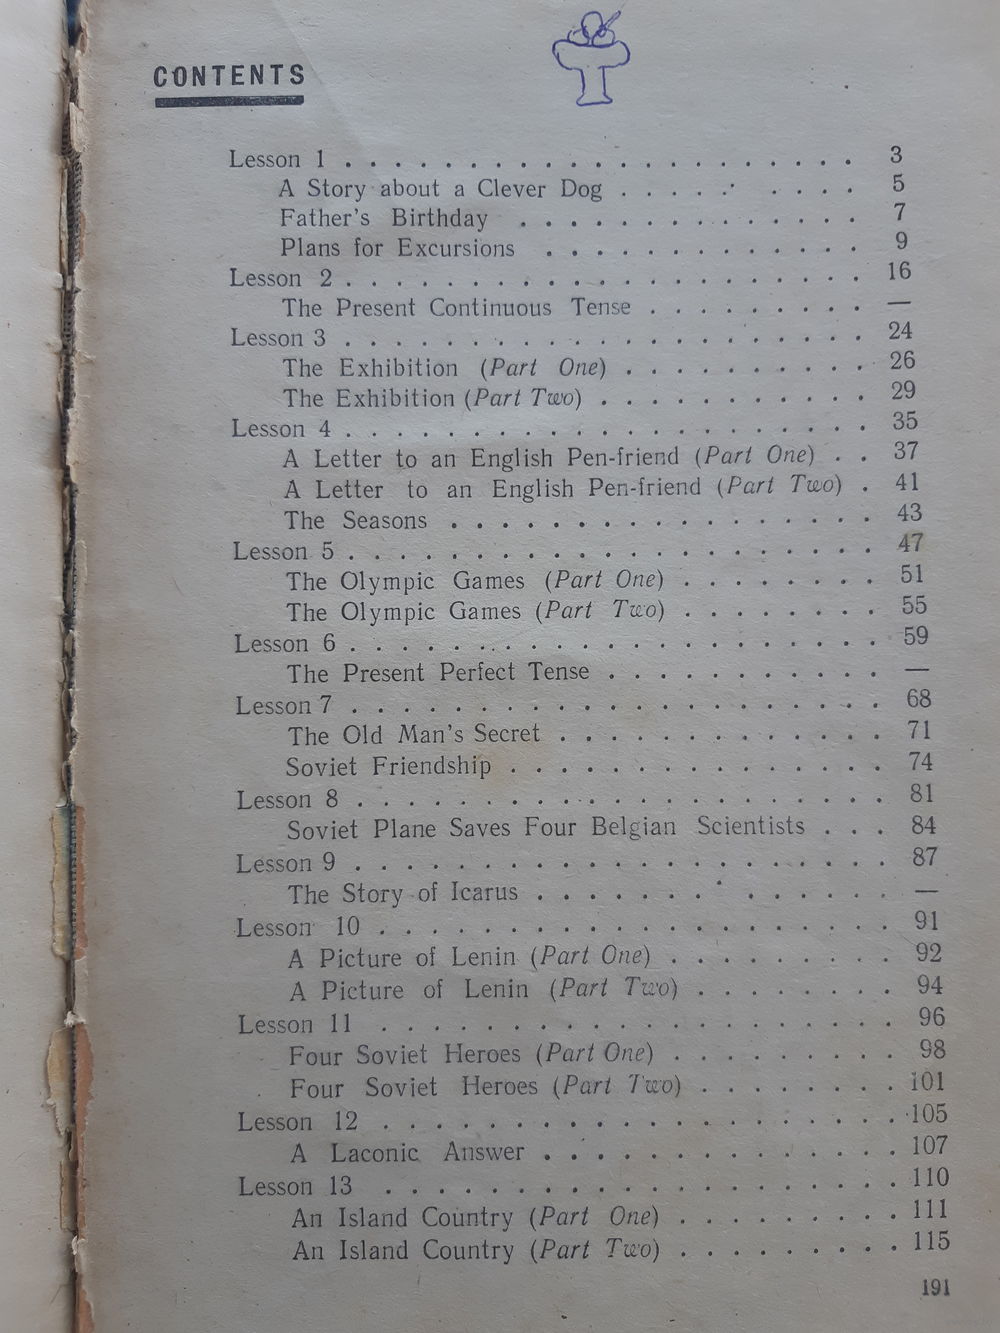 CONTENTS
Lesson 1 . . . . . . . . . . . . . . . . . . . . 3
A Story about a Clever Dog . . . . . . . . . 5
Father's Birthday . . . . . . . . . . . . . . 7
Plans for Excursions . . . . . . . . . . . . . 9
Lesson 2 . . . . . . . . . . . . . . . . . . . . 16
The Present Continuous Tense . . . . . . . . . —
Lesson 3 . . . . . . . . . . . . . . . . . . . . 24
The Exhibition (Part One) . . . . . . . . . . 26
The Exhibition (Part Two) . . . . . . . . . . . 29
Lesson 4 . . . . . . . . . . . . . . . . . . . . 35
A Letter to an English Pen-friend (Part One) . . 37
A Letter to an English Pen-friend (Part Two) . 41
The Seasons . . . . . . . . . . . . . . . . . 43
Lesson 5 . . . . . . . . . . . . . . . . . . . . 47
The Olympic Games (Part One) . . . . . . . . 51
The Olympic Games (Part Two) . . . . . . . . 55
Lesson 6 . . . . . . . . . . . . . . . . . . . . 59
The Present Perfect Tense . . . . . . . . . . . —
Lesson 7 . . . . . . . . . . . . . . . . . . . . 68
The Old Man's Secret . . . . . . . . . . . . . 71
Soviet Friendship . . . . . . . . . . . . . . . 74
Lesson 8 . . . . . . . . . . . . . . . . . . . . 81
Soviet Plane Saves Four Belgian Scientists . . . 84
Lesson 9 . . . . . . . . . . . . . . . . . . . . 87
The Story of Icarus . . . . . . . . . . . . . —
Lesson 10 . . . . . . . . . . . . . . . . . . . . 91
A Picture of Lenin (Part One) . . . . . . . . . 92
A Picture of Lenin (Part Two) . . . . . . . . 94
Lesson 11 . . . . . . . . . . . . . . . . . . . . 96
Four Soviet Heroes (Part One) . . . . . . . . . 98
Four Soviet Heroes (Part Two) . . . . . . . . 101
Lesson 12 . . . . . . . . . . . . . . . . . . . . 105
A Laconic Answer . . . . . . . . . . . . . . 107
Lesson 13 . . . . . . . . . . . . . . . . . . . . 110
An Island Country (Part One) . . . . . . . . . 111
An Island Country (Part Two) . . . . . . . . . 115
191